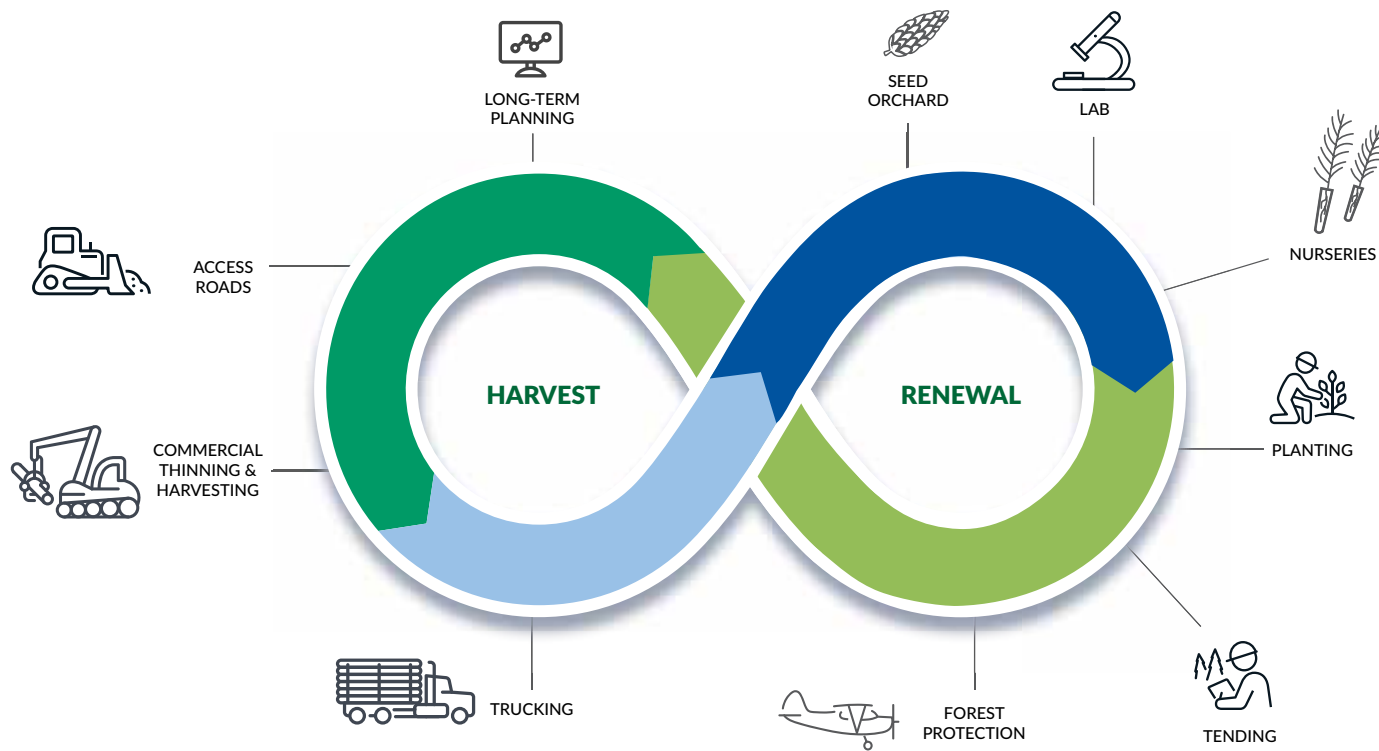 LONG-TERM
PLANNING
SEED
ORCHARD
LAB
NURSERIES
ACCESS
ROADS
HARVEST
RENEWAL
COMMERCIAL
THINNING &
HARVESTING
PLANTING
TRUCKING
FOREST
PROTECTION
TENDING